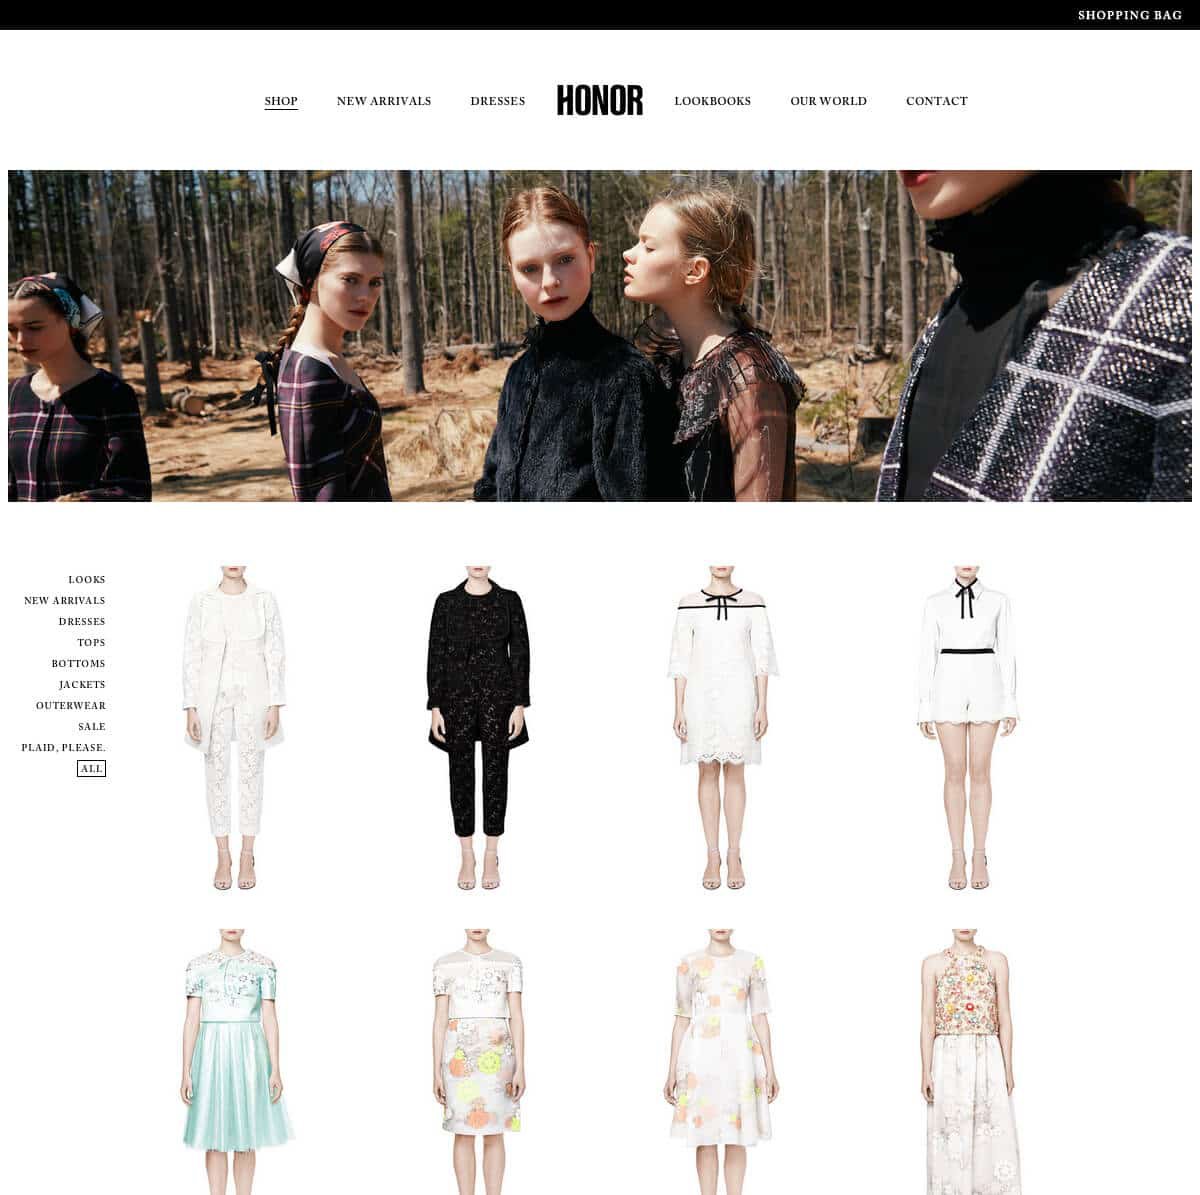 SHOPPING BAG
SHOP NEW ARRIVALS DRESSES HONOR LOOKBOOKS OUR WORLD CONTACT
LOOKS
NEW ARRIVALS
DRESSES
TOPS
BOTTOMS
JACKETS
OUTERWEAR
SALE
PLAID, PLEASE.
ALL